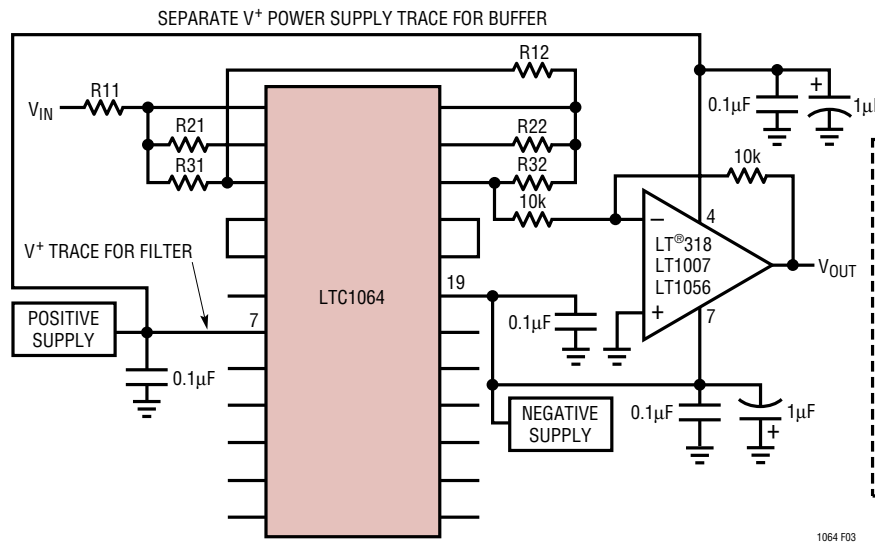 SEPARATE V+ POWER SUPPLY TRACE FOR BUFFER
R12
R11
VIN
0.1µF
+
1µF
R21
R22
R31
R32
10k
10k
–
4
V+ TRACE FOR FILTER
LT®318
LT1007
LT1056
VOUT
LTC1064
19
+
7
POSITIVE
SUPPLY
7
0.1µF
0.1µF
NEGATIVE
SUPPLY
0.1µF
1µF
+
1064 F03